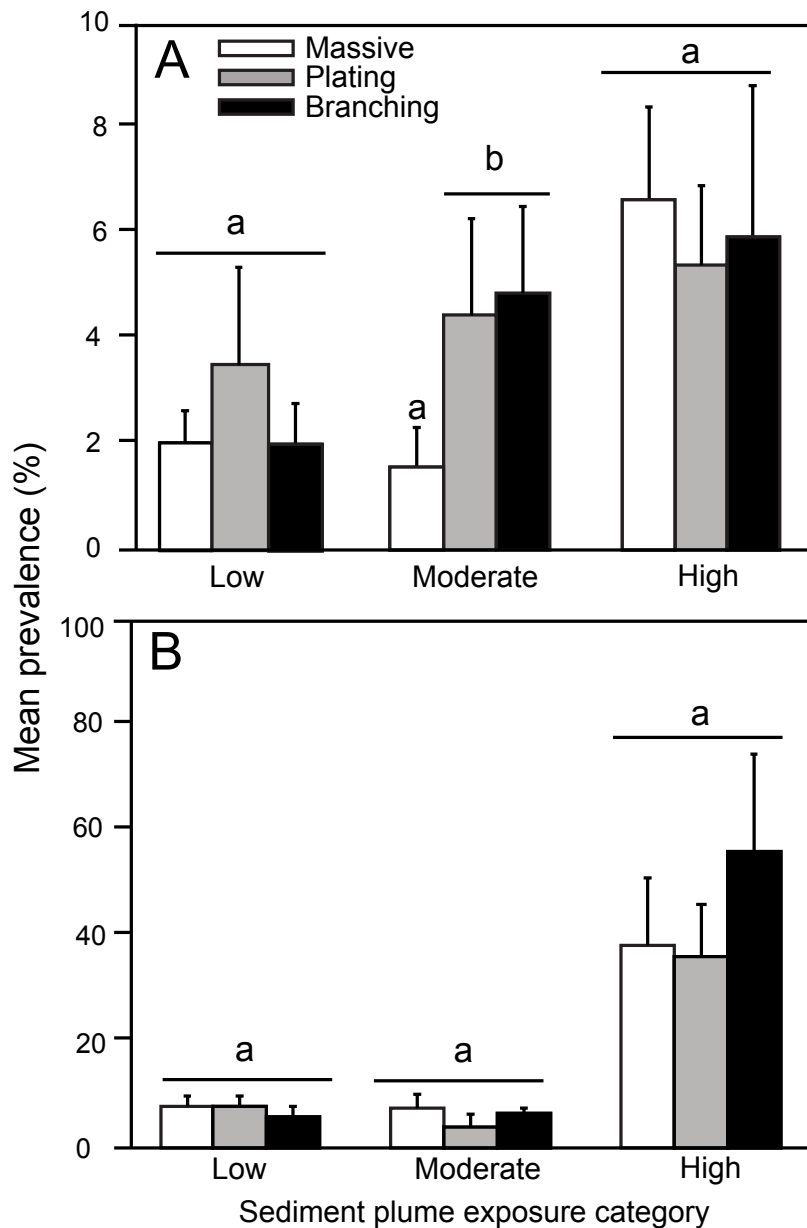 10
8
6
4
2
0
A
Massive
Plating
Branching
a
a
b
a
Low
Moderate
High
Mean prevalence (%)
100
80
60
40
20
0
B
a
a
a
Low
Moderate
High
Sediment plume exposure category